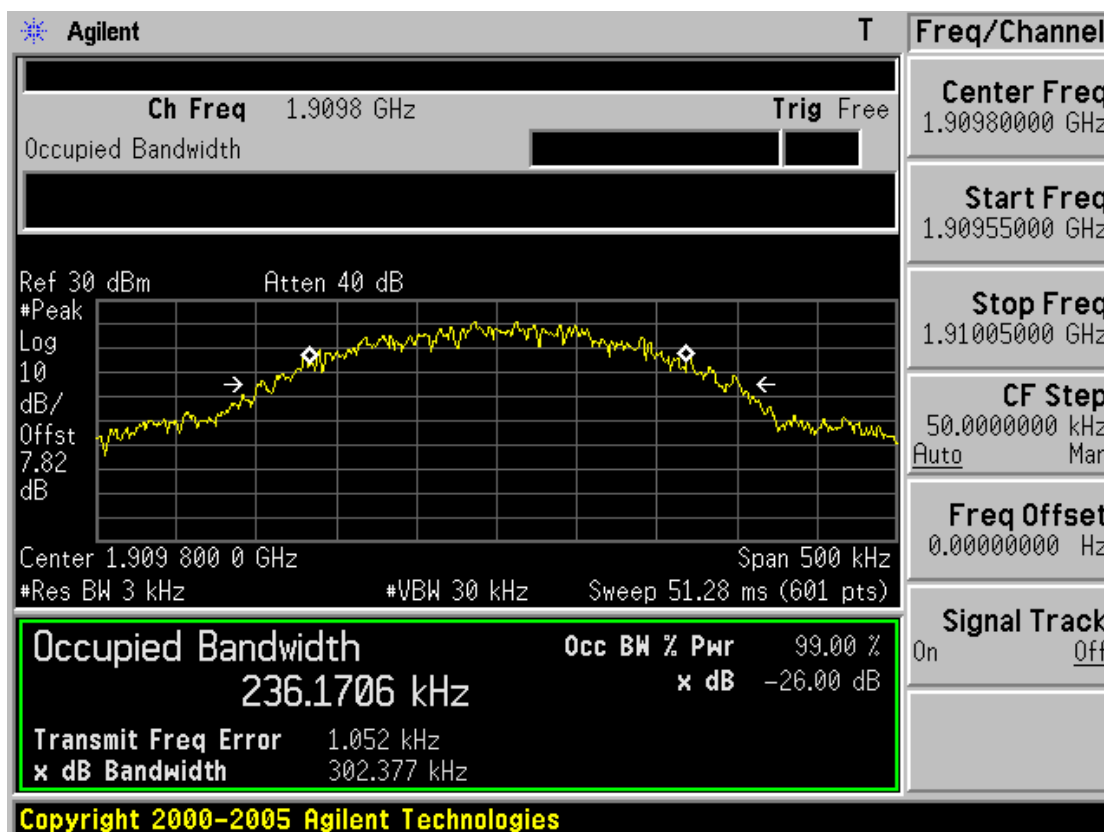 Agilent T
Freq/Channel
Ch Freq 1.9098 GHz Trig Free
Occupied Bandwidth
Center Freq
1.90980000 GHz
Start Freq
1.90955000 GHz
Stop Freq
1.91005000 GHz
CF Step
50.0000000 kHz
Auto Man
Freq Offset
0.00000000 Hz
Signal Track
On Off
Ref 30 dBm Atten 40 dB
#Peak
Log
10
dB/
Offst
7.82
dB
Center 1.909 800 0 GHz Span 500 kHz
#Res BW 3 kHz #VBW 30 kHz Sweep 51.28 ms (601 pts)
Occupied Bandwidth
236.1706 kHz
Occ BW % Pwr 99.00 %
x dB -26.00 dB
Transmit Freq Error 1.052 kHz
x dB Bandwidth 302.377 kHz
Copyright 2000-2005 Agilent Technologies